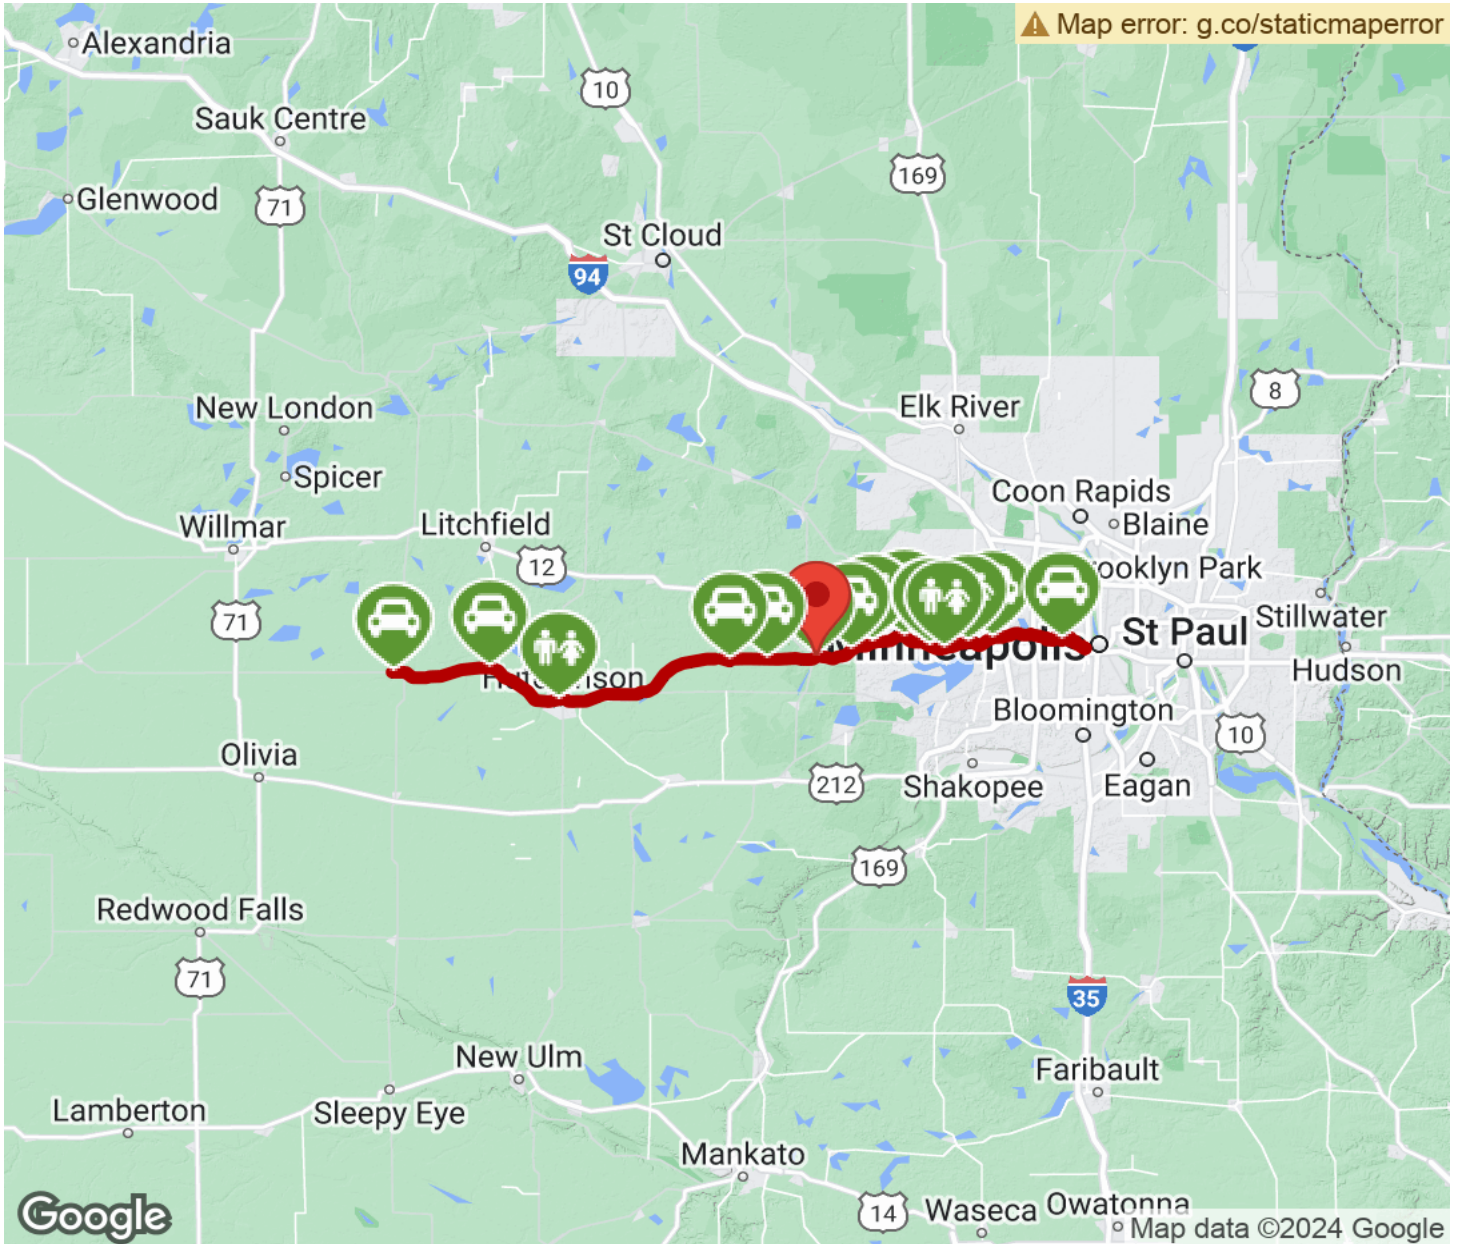 Map error: g.co/staticmaperror
Alexandria
10
Sauk Centre
169
Glenwood
71
St Cloud
94
8
New London
Elk River
Spicer
Coon Rapids
Willmar
Litchfield
Blaine
12
ooklyn Park
71
Stillwater
St Paul
Minneapolis
Hudson
Hutchinson
Bloomington
10
Olivia
212
Shakopee
Eagan
169
Redwood Falls
71
35
New Ulm
Faribault
Lamberton
Sleepy Eye
Mankato
14
Waseca
Owatonna
Google
Map data ©2024 Google